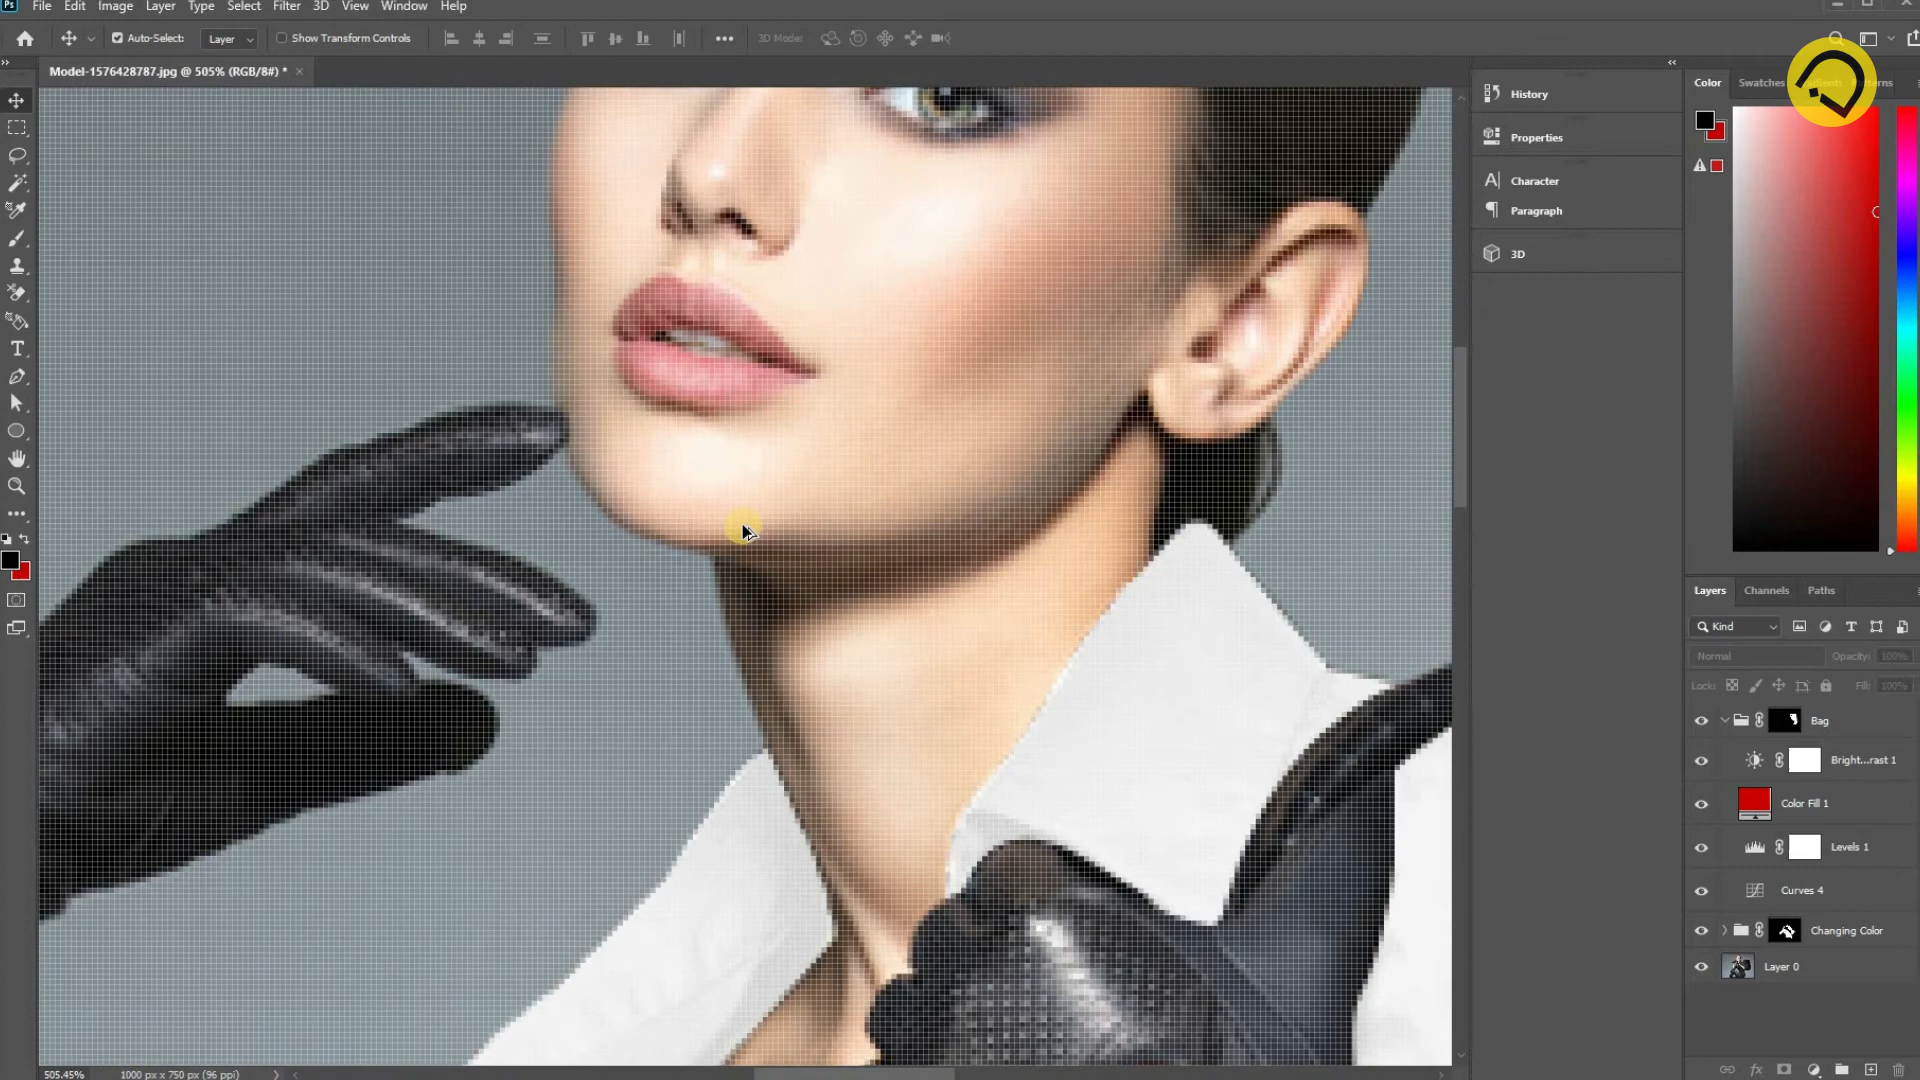 Ps File Edit Image Layer Type Select Filter 3D View Window Help
Auto-Select: Layer Show Transform Controls 3D Mode:
Model-1576428787.jpg @ 505% (RGB/8#) * ×
History
Properties
Character
Paragraph
3D
Color Swatches
Layers Channels Paths
Kind
Normal Opacity: 100%
Lock: Fill: 100%
Bag
Bright...rast 1
Color Fill 1
Levels 1
Curves 4
Changing Color
Layer 0
505.45% 1000 px x 750 px (96 ppi)